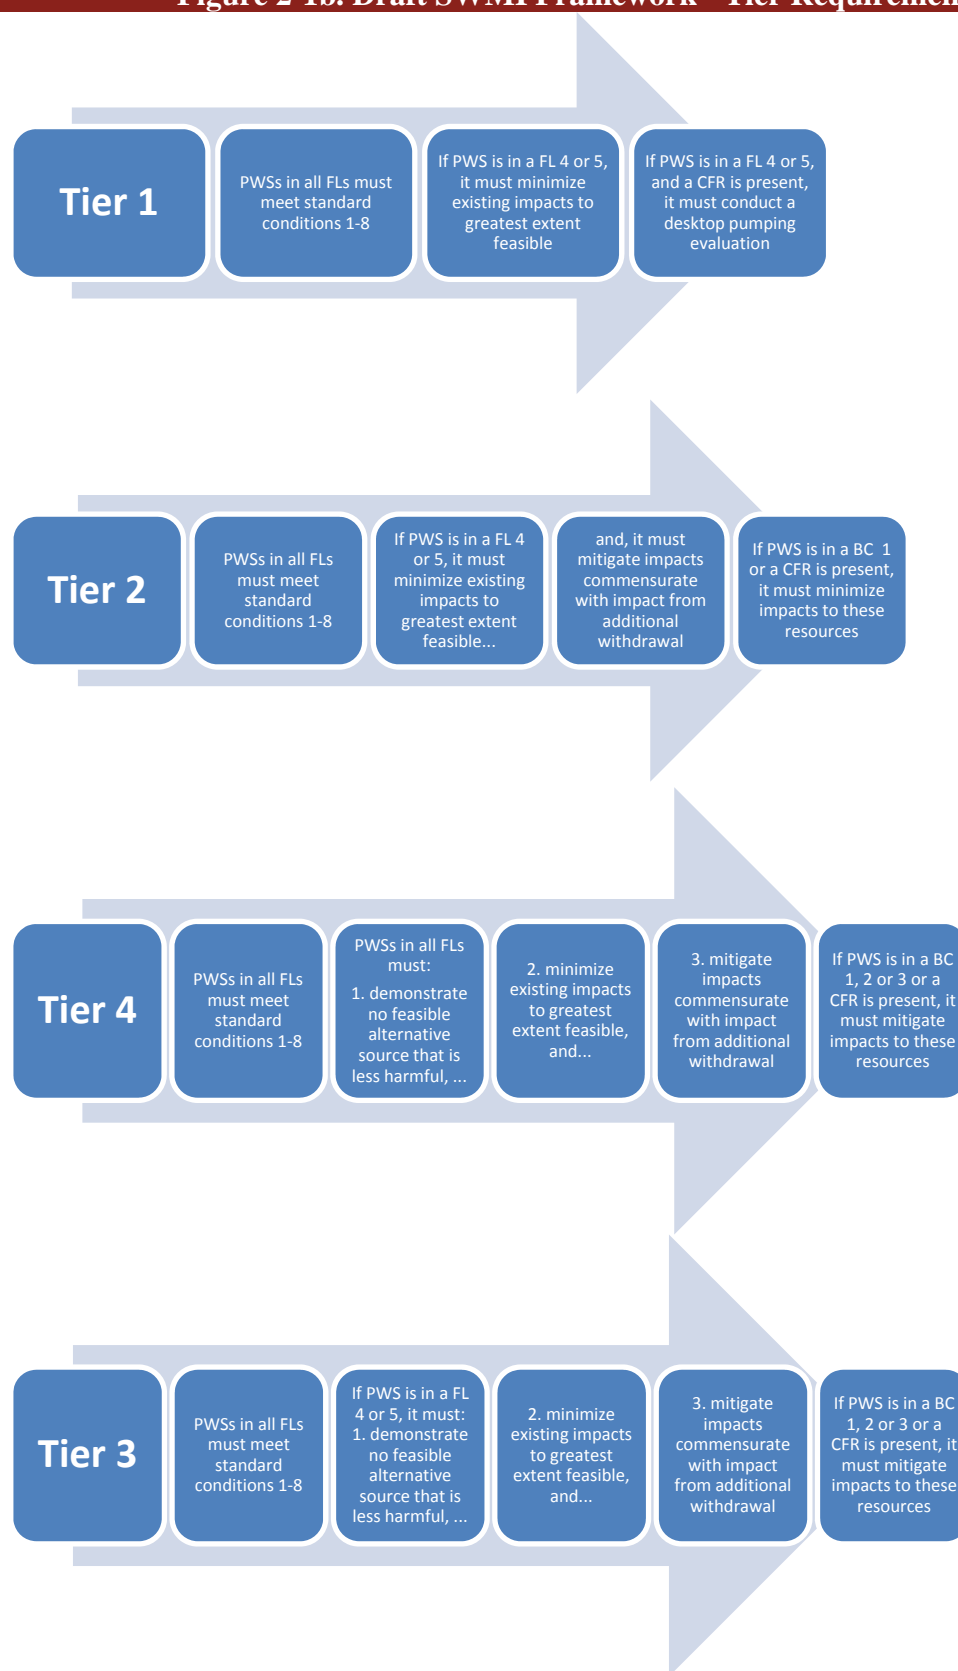 Figure 2-1b: Draft SWMI Framework - Tier Requiremen
Tier 1
PWSs in all FLs must
meet standard
conditions 1-8
If PWS is in a FL 4 or 5,
it must minimize
existing impacts to
greatest extent
feasible
If PWS is in a FL 4 or 5,
and a CFR is present,
it must conduct a
desktop pumping
evaluation
Tier 2
PWSs in all FLs
must meet
standard
conditions 1-8
If PWS is in a FL 4
or 5, it must
minimize existing
impacts to
greatest extent
feasible...
and, it must
mitigate impacts
commensurate
with impact from
additional
withdrawal
If PWS is in a BC 1
or a CFR is present,
it must minimize
impacts to these
resources
Tier 4
PWSs in all FLs
must meet
standard
conditions 1-8
PWSs in all FLs
must:
1. demonstrate
no feasible
alternative
source that is
less harmful, ...
2. minimize
existing impacts
to greatest
extent feasible,
and...
3. mitigate
impacts
commensurate
with impact
from additional
withdrawal
If PWS is in a BC
1, 2 or 3 or a
CFR is present, it
must mitigate
impacts to these
resources
Tier 3
PWSs in all FLs
must meet
standard
conditions 1-8
If PWS is in a FL
4 or 5, it must:
1. demonstrate
no feasible
alternative
source that is
less harmful, ...
2. minimize
existing impacts
to greatest
extent feasible,
and...
3. mitigate
impacts
commensurate
with impact
from additional
withdrawal
If PWS is in a BC
1, 2 or 3 or a
CFR is present, it
must mitigate
impacts to these
resources